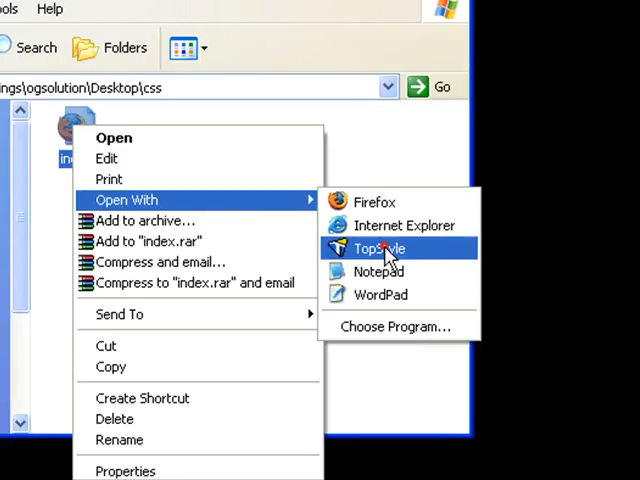 ools Help
Search Folders
ings\ogsolution\Desktop\css Go
in
Open
Edit
Print
Open With
Add to archive...
Add to "index.rar"
Compress and email...
Compress to "index.rar" and email
Send To
Cut
Copy
Create Shortcut
Delete
Rename
Properties
Firefox
Internet Explorer
TopStyle
Notepad
WordPad
Choose Program...